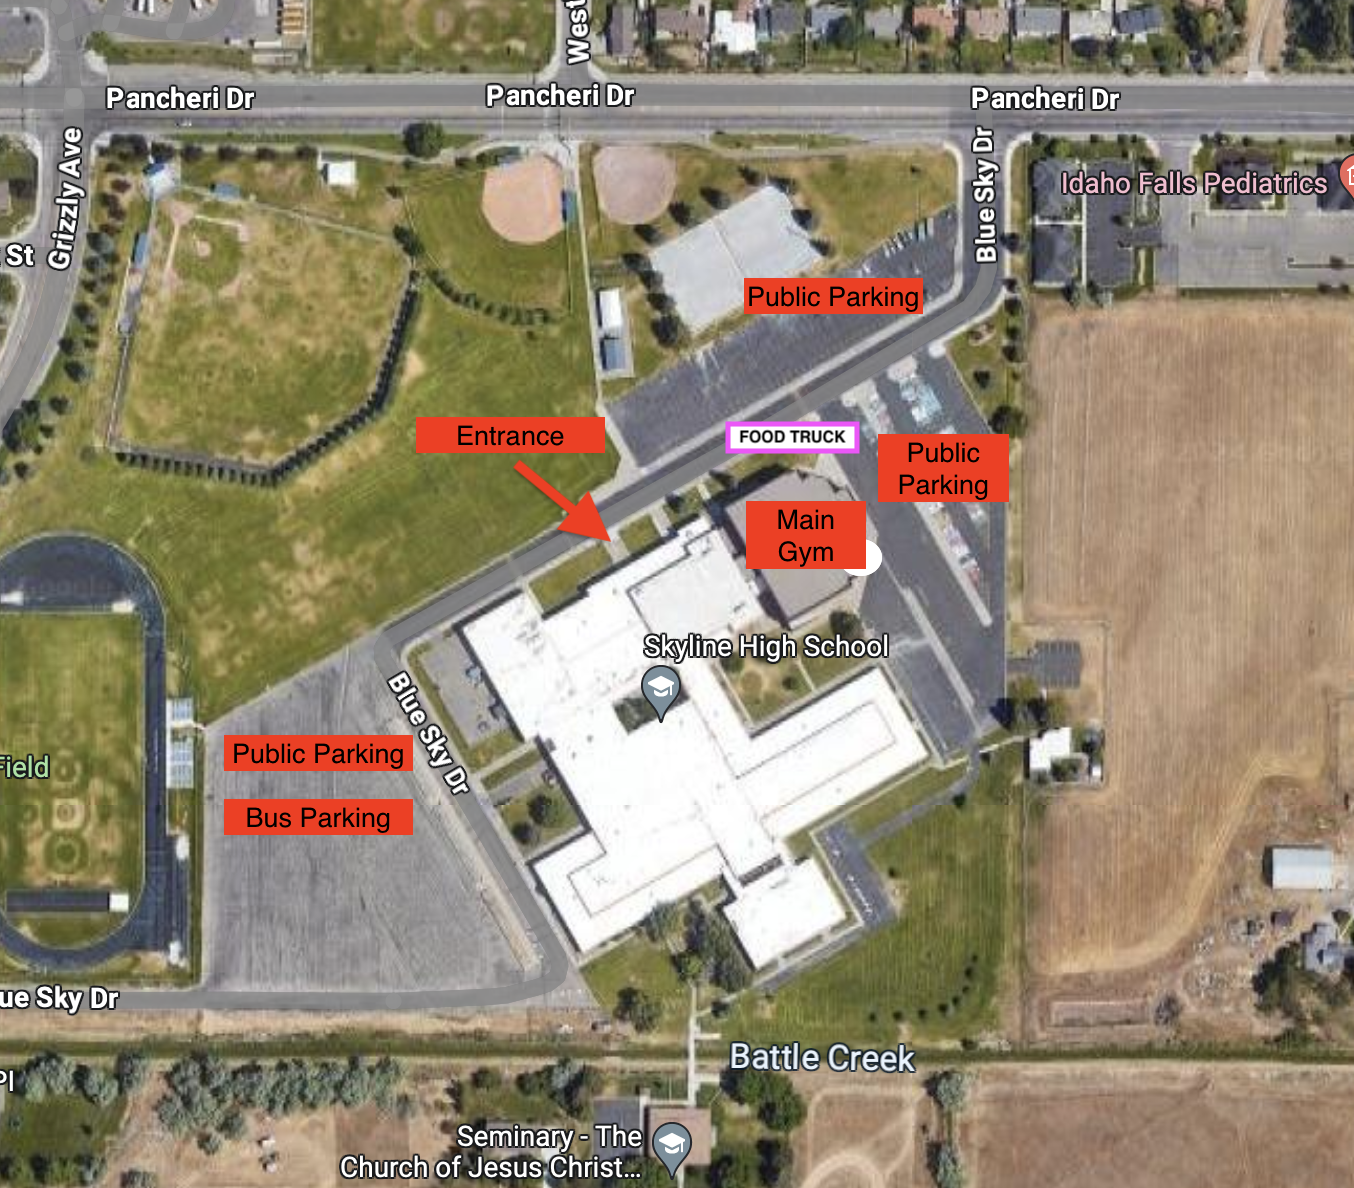 West
Pancheri Dr
Pancheri Dr
Pancheri Dr
Grizzly Ave
Blue Sky Dr
Idaho Falls Pediatrics
St
Public Parking
Entrance
FOOD TRUCK
Public
Parking
Main
Gym
Skyline High School
Blue Sky Dr
Public Parking
Field
Bus Parking
ue Sky Dr
Battle Creek
Pl
Seminary - The
Church of Jesus Christ...